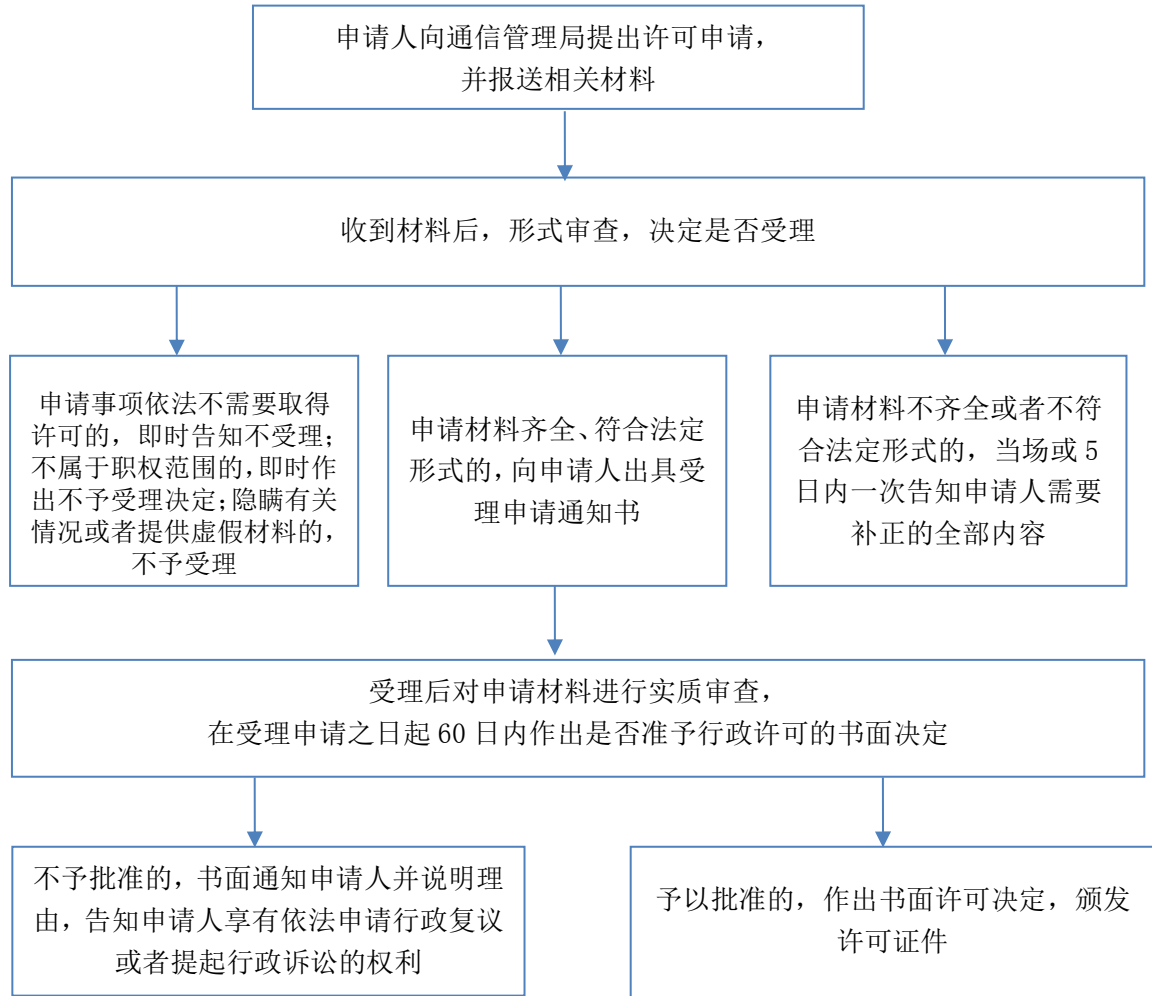 申请人向通信管理局提出许可申请，
并报送相关材料
收到材料后，形式审查，决定是否受理
申请事项依法不需要取得
许可的，即时告知不受理；
不属于职权范围的，即时作
出不予受理决定；隐瞒有关
情况或者提供虚假材料的，
不予受理
申请材料齐全、符合法定
形式的，向申请人出具受
理申请通知书
申请材料不齐全或者不符
合法定形式的，当场或 5
日内一次告知申请人需要
补正的全部内容
受理后对申请材料进行实质审查，
在受理申请之日起 60 日内作出是否准予行政许可的书面决定
不予批准的，书面通知申请人并说明理
由，告知申请人享有依法申请行政复议
或者提起行政诉讼的权利
予以批准的，作出书面许可决定，颁发
许可证件